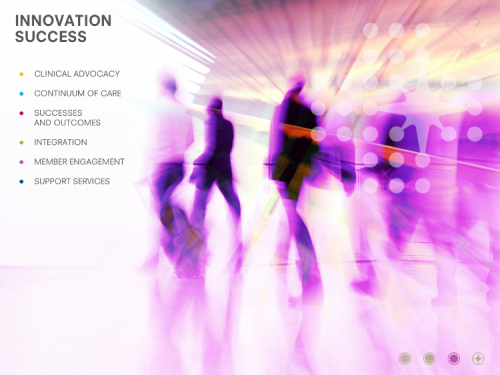 INNOVATION
SUCCESS
CLINICAL ADVOCACY
CONTINUUM OF CARE
SUCCESSES
AND OUTCOMES
INTEGRATION
MEMBER ENGAGEMENT
SUPPORT SERVICES